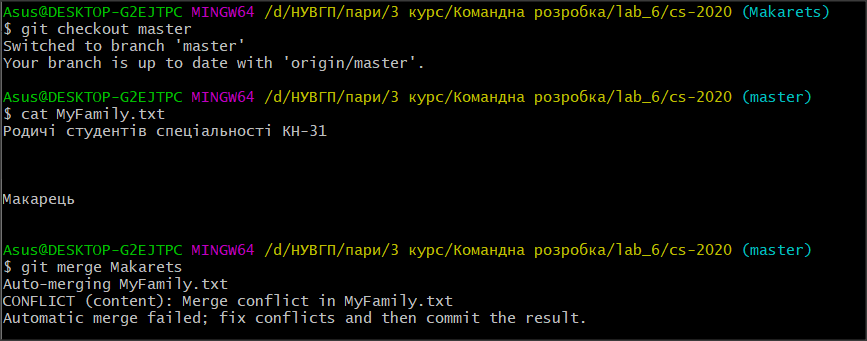 Asus@DESKTOP-G2EJTPC MINGW64 /d/НУВГП/пари/3 курс/Командна розробка/lab_6/cs-2020 (Makarets)
$ git checkout master
Switched to branch 'master'
Your branch is up to date with 'origin/master'.
Asus@DESKTOP-G2EJTPC MINGW64 /d/НУВГП/пари/3 курс/Командна розробка/lab_6/cs-2020 (master)
$ cat MyFamily.txt
Родичі студентів спеціальності КН-31
Макарець
Asus@DESKTOP-G2EJTPC MINGW64 /d/НУВГП/пари/3 курс/Командна розробка/lab_6/cs-2020 (master)
$ git merge Makarets
Auto-merging MyFamily.txt
CONFLICT (content): Merge conflict in MyFamily.txt
Automatic merge failed; fix conflicts and then commit the result.